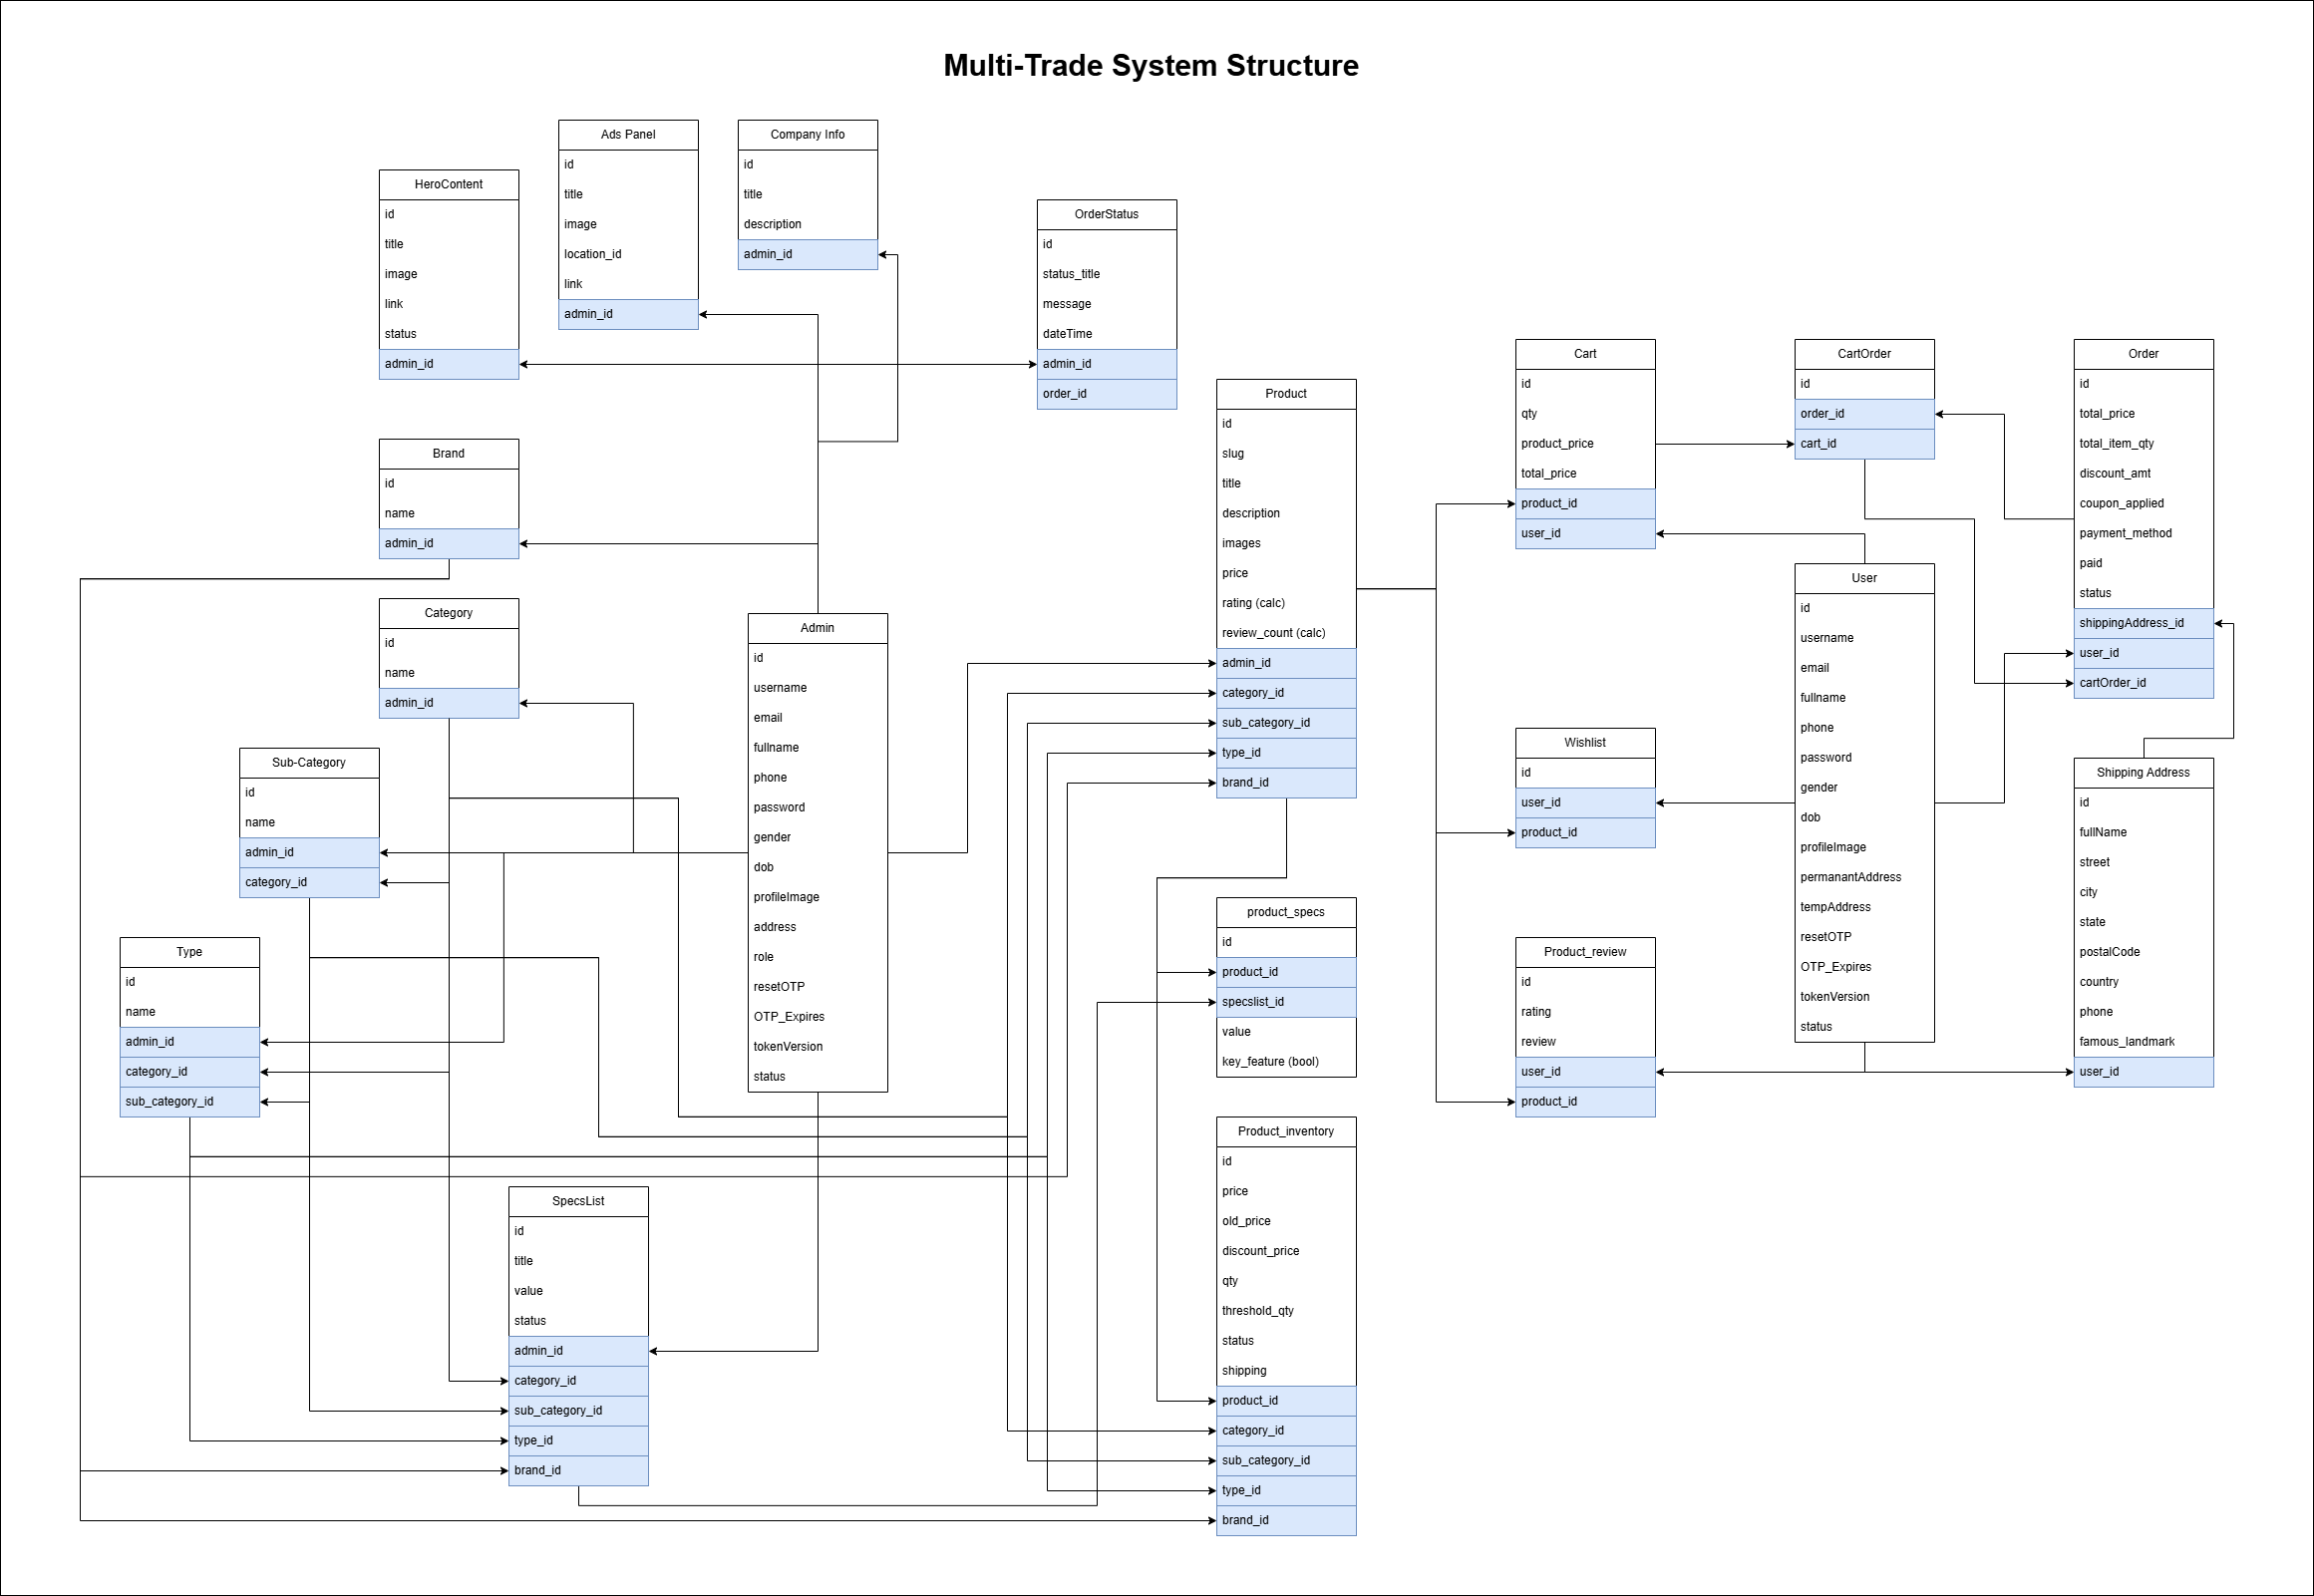 Multi-Trade System Structure
HeroContent
id
title
image
link
status
admin_id
Ads Panel
id
title
image
location_id
link
admin_id
Company Info
id
title
description
admin_id
OrderStatus
id
status_title
message
dateTime
admin_id
order_id
Brand
id
name
admin_id
Category
id
name
admin_id
Sub-Category
id
name
admin_id
category_id
Type
id
name
admin_id
category_id
sub_category_id
SpecsList
id
title
value
status
admin_id
category_id
sub_category_id
type_id
brand_id
Admin
id
username
email
fullname
phone
password
gender
dob
profileImage
address
role
resetOTP
OTP_Expires
tokenVersion
status
Product
id
slug
title
description
images
price
rating (calc)
review_count (calc)
admin_id
category_id
sub_category_id
type_id
brand_id
product_specs
id
product_id
specslist_id
value
key_feature (bool)
Product_inventory
id
price
old_price
discount_price
qty
threshold_qty
status
shipping
product_id
category_id
sub_category_id
type_id
brand_id
Cart
id
qty
product_price
total_price
product_id
user_id
Wishlist
id
user_id
product_id
Product_review
id
rating
review
user_id
product_id
CartOrder
id
order_id
cart_id
User
id
username
email
fullname
phone
password
gender
dob
profileImage
permanantAddress
tempAddress
resetOTP
OTP_Expires
tokenVersion
status
Order
id
total_price
total_item_qty
discount_amt
coupon_applied
payment_method
paid
status
shippingAddress_id
user_id
cartOrder_id
Shipping Address
id
fullName
street
city
state
postalCode
country
phone
famous_landmark
user_id